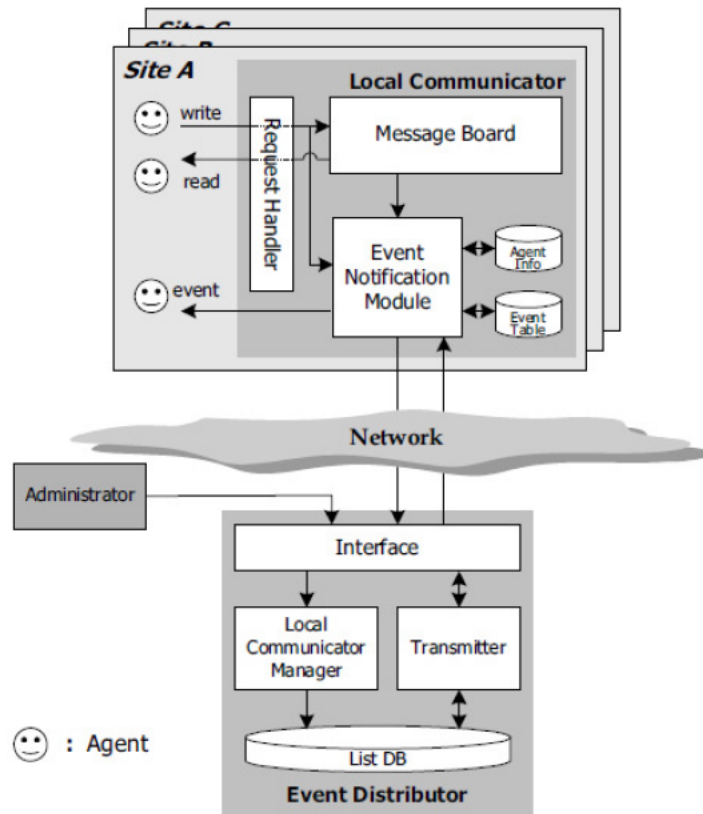 Site C
Site B
Site A
Local Communicator
write
read
event
Request Handler
Message Board
Event
Notification
Module
Agent
Info
Event
Table
Network
Administrator
Interface
Local
Communicator
Manager
Transmitter
List DB
Event Distributor
: Agent